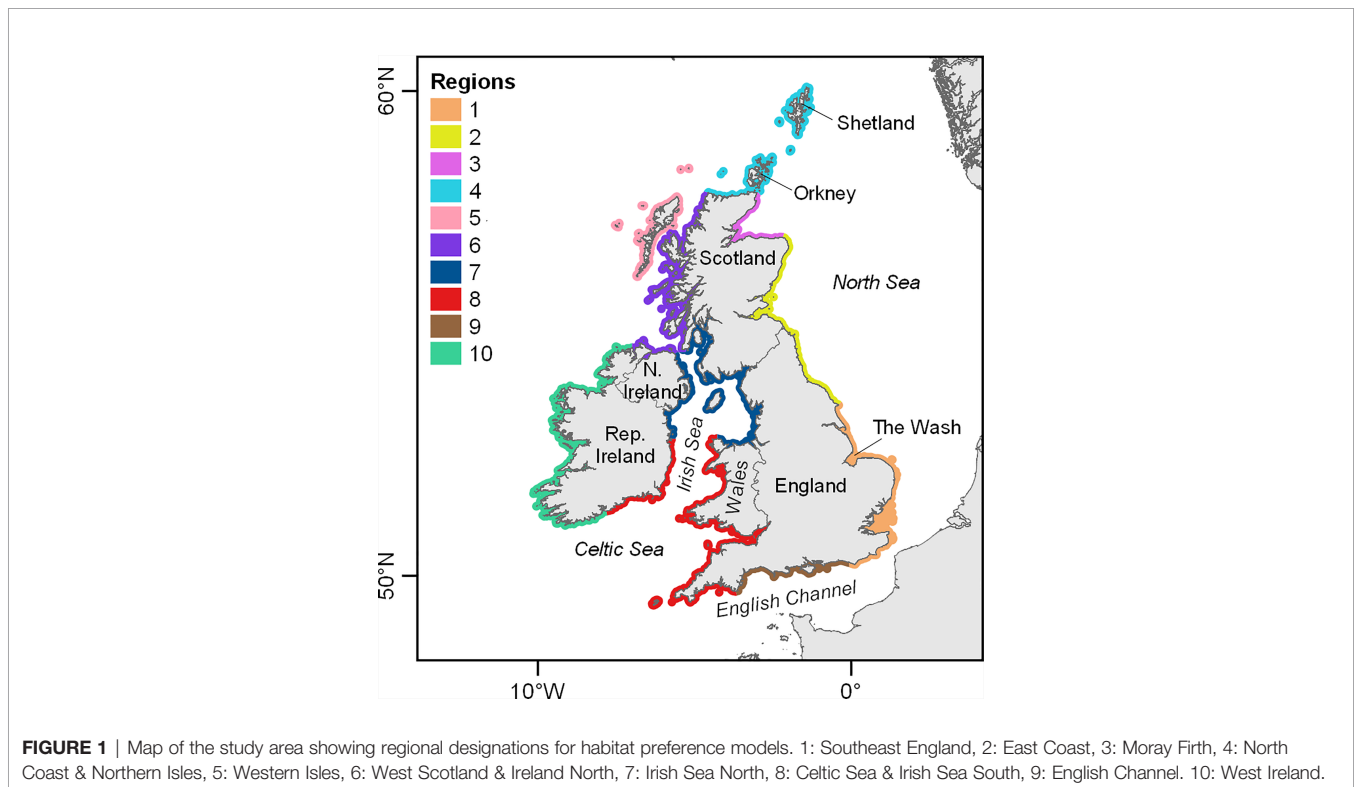 Regions
1
2
3
4
5
6
7
8
9
10
60°N
50°N
10°W
0°
Shetland
Orkney
Scotland
North Sea
N.
Ireland
Rep.
Ireland
Irish Sea
Wales
England
The Wash
Celtic Sea
English Channel
FIGURE 1 | Map of the study area showing regional designations for habitat preference models. 1: Southeast England, 2: East Coast, 3: Moray Firth, 4: North
Coast & Northern Isles, 5: Western Isles, 6: West Scotland & Ireland North, 7: Irish Sea North, 8: Celtic Sea & Irish Sea South, 9: English Channel. 10: West Ireland.